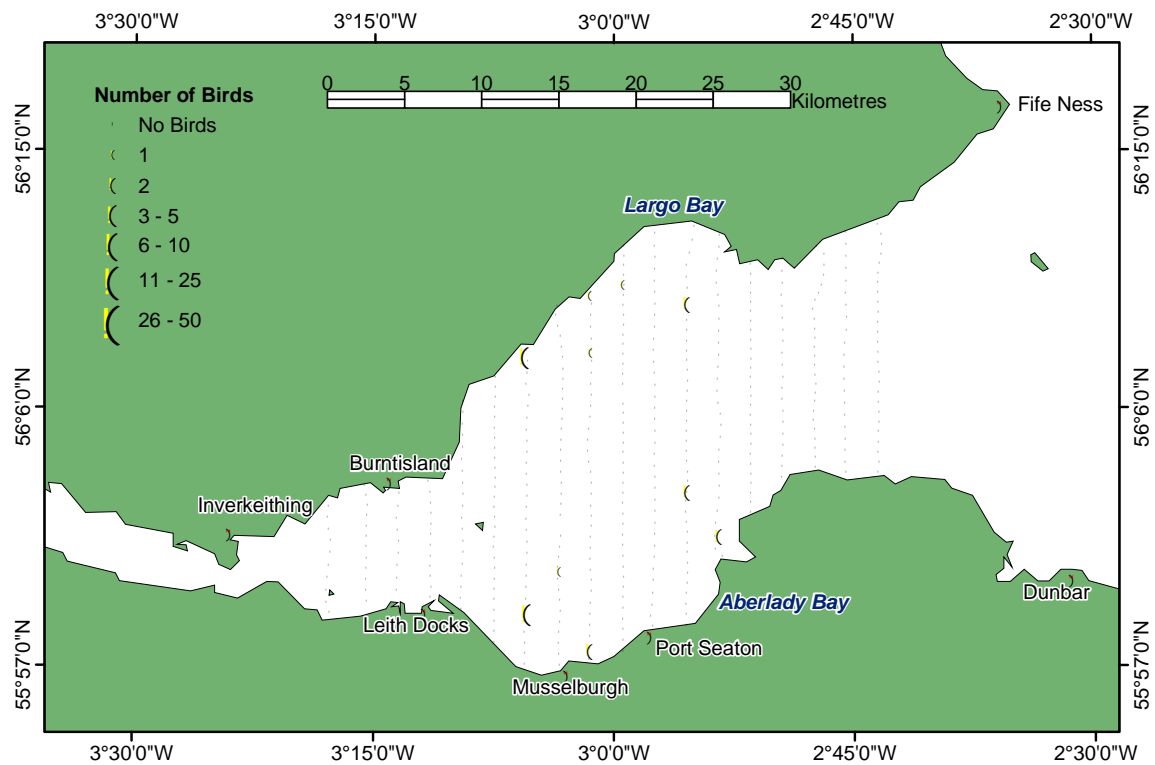 3°30'0"W 3°15'0"W 3°00'0"W 2°45'0"W 2°30'0"W
0 5 10 15 20 25 30
Kilometres
Number of Birds
No Birds
1
2
3 - 5
6 - 10
11 - 25
26 - 50
Fife Ness
56°15'0"N 56°15'0"N
Largo Bay
56°6'0"N 56°6'0"N
Burntisland
Inverkeithing
Dunbar
Aberlady Bay
Leith Docks
Port Seaton
55°57'0"N 55°57'0"N
Musselburgh
3°30'0"W 3°15'0"W 3°00'0"W 2°45'0"W 2°30'0"W